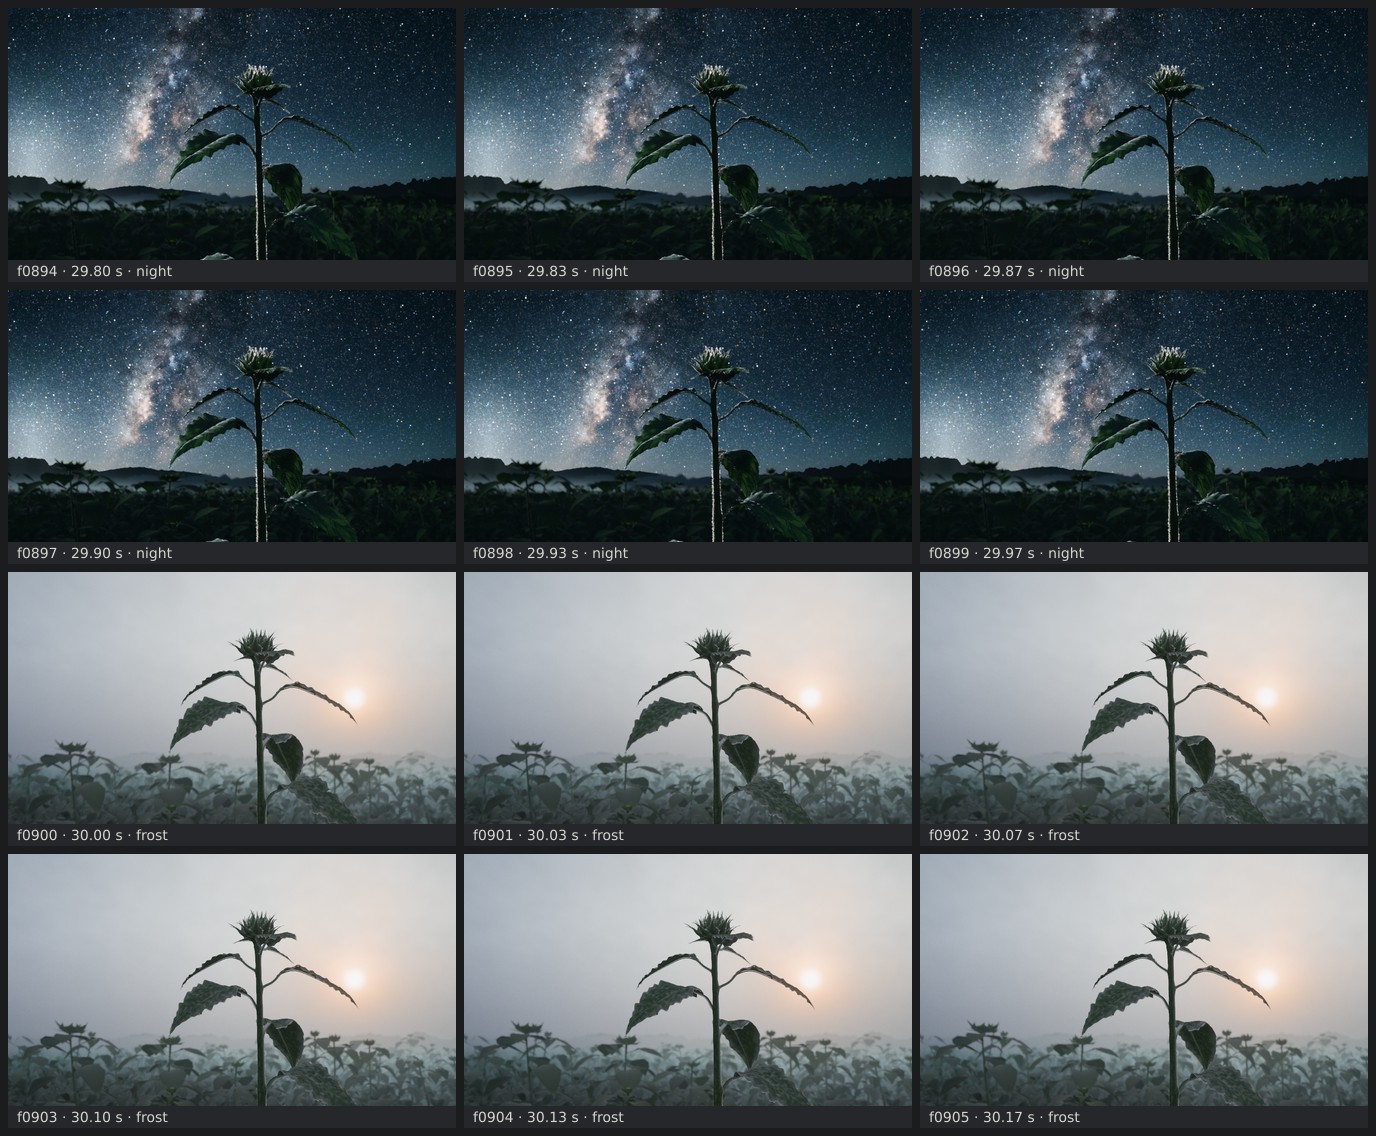 f0894 · 29.80 s · night
f0895 · 29.83 s · night
f0896 · 29.87 s · night
f0897 · 29.90 s · night
f0898 · 29.93 s · night
f0899 · 29.97 s · night
f0900 · 30.00 s · frost
f0901 · 30.03 s · frost
f0902 · 30.07 s · frost
f0903 · 30.10 s · frost
f0904 · 30.13 s · frost
f0905 · 30.17 s · frost